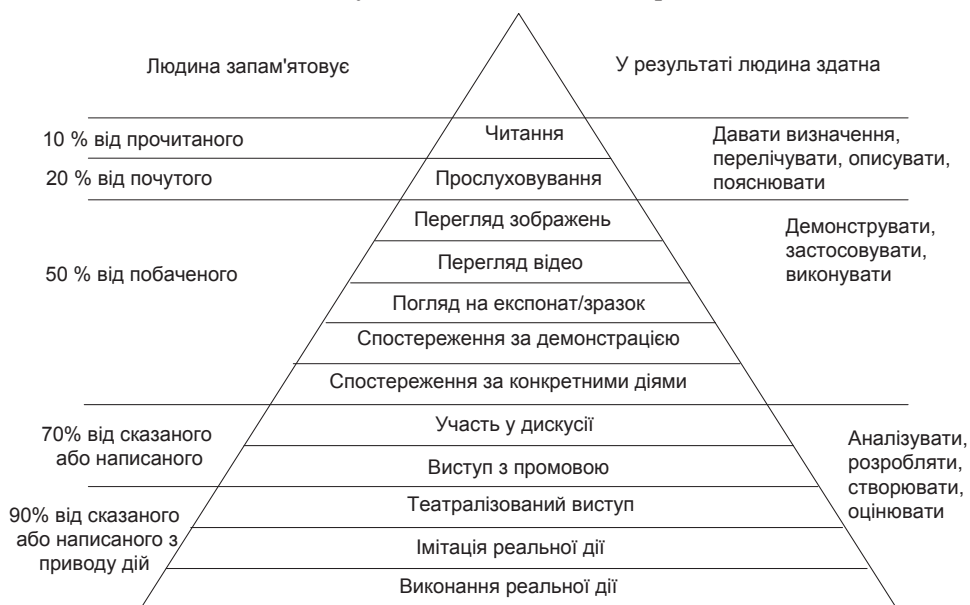 Людина запам'ятовує
У результаті людина здатна
10 % від прочитаного
Читання
Давати визначення,
перелічувати, описувати,
пояснювати
20 % від почутого
Прослуховування
50 % від побаченого
Перегляд зображень
Перегляд відео
Погляд на експонат/зразок
Спостереження за демонстрацією
Спостереження за конкретними діями
Демонструвати,
застосовувати,
виконувати
70% від сказаного
або написаного
Участь у дискусії
Виступ з промовою
Аналізувати,
розробляти,
створювати,
оцінювати
90% від сказаного
або написаного з
приводу дій
Театралізований виступ
Імітація реальної дії
Виконання реальної дії